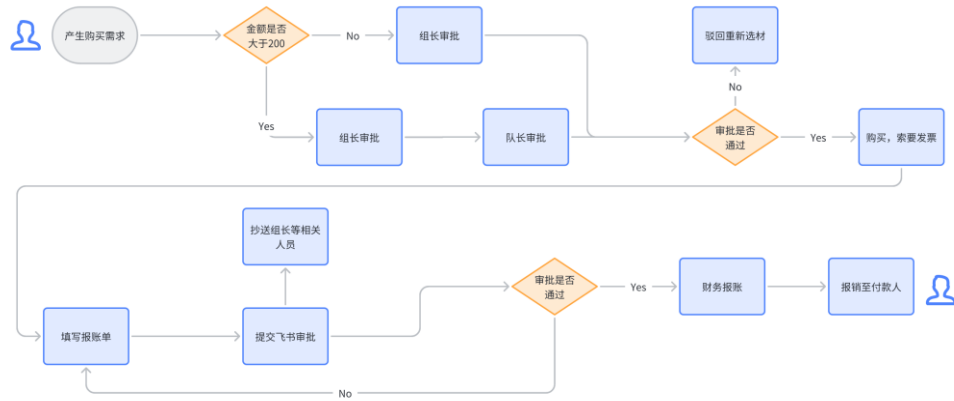 产生购买需求
金额是否
大于200
No
组长审批
驳回重新选材
No
Yes
组长审批
队长审批
审批是否
通过
Yes
购买，索要发票
抄送组长等相关
人员
审批是否
通过
Yes
财务报账
报销至付款人
填写报账单
提交飞书审批
No